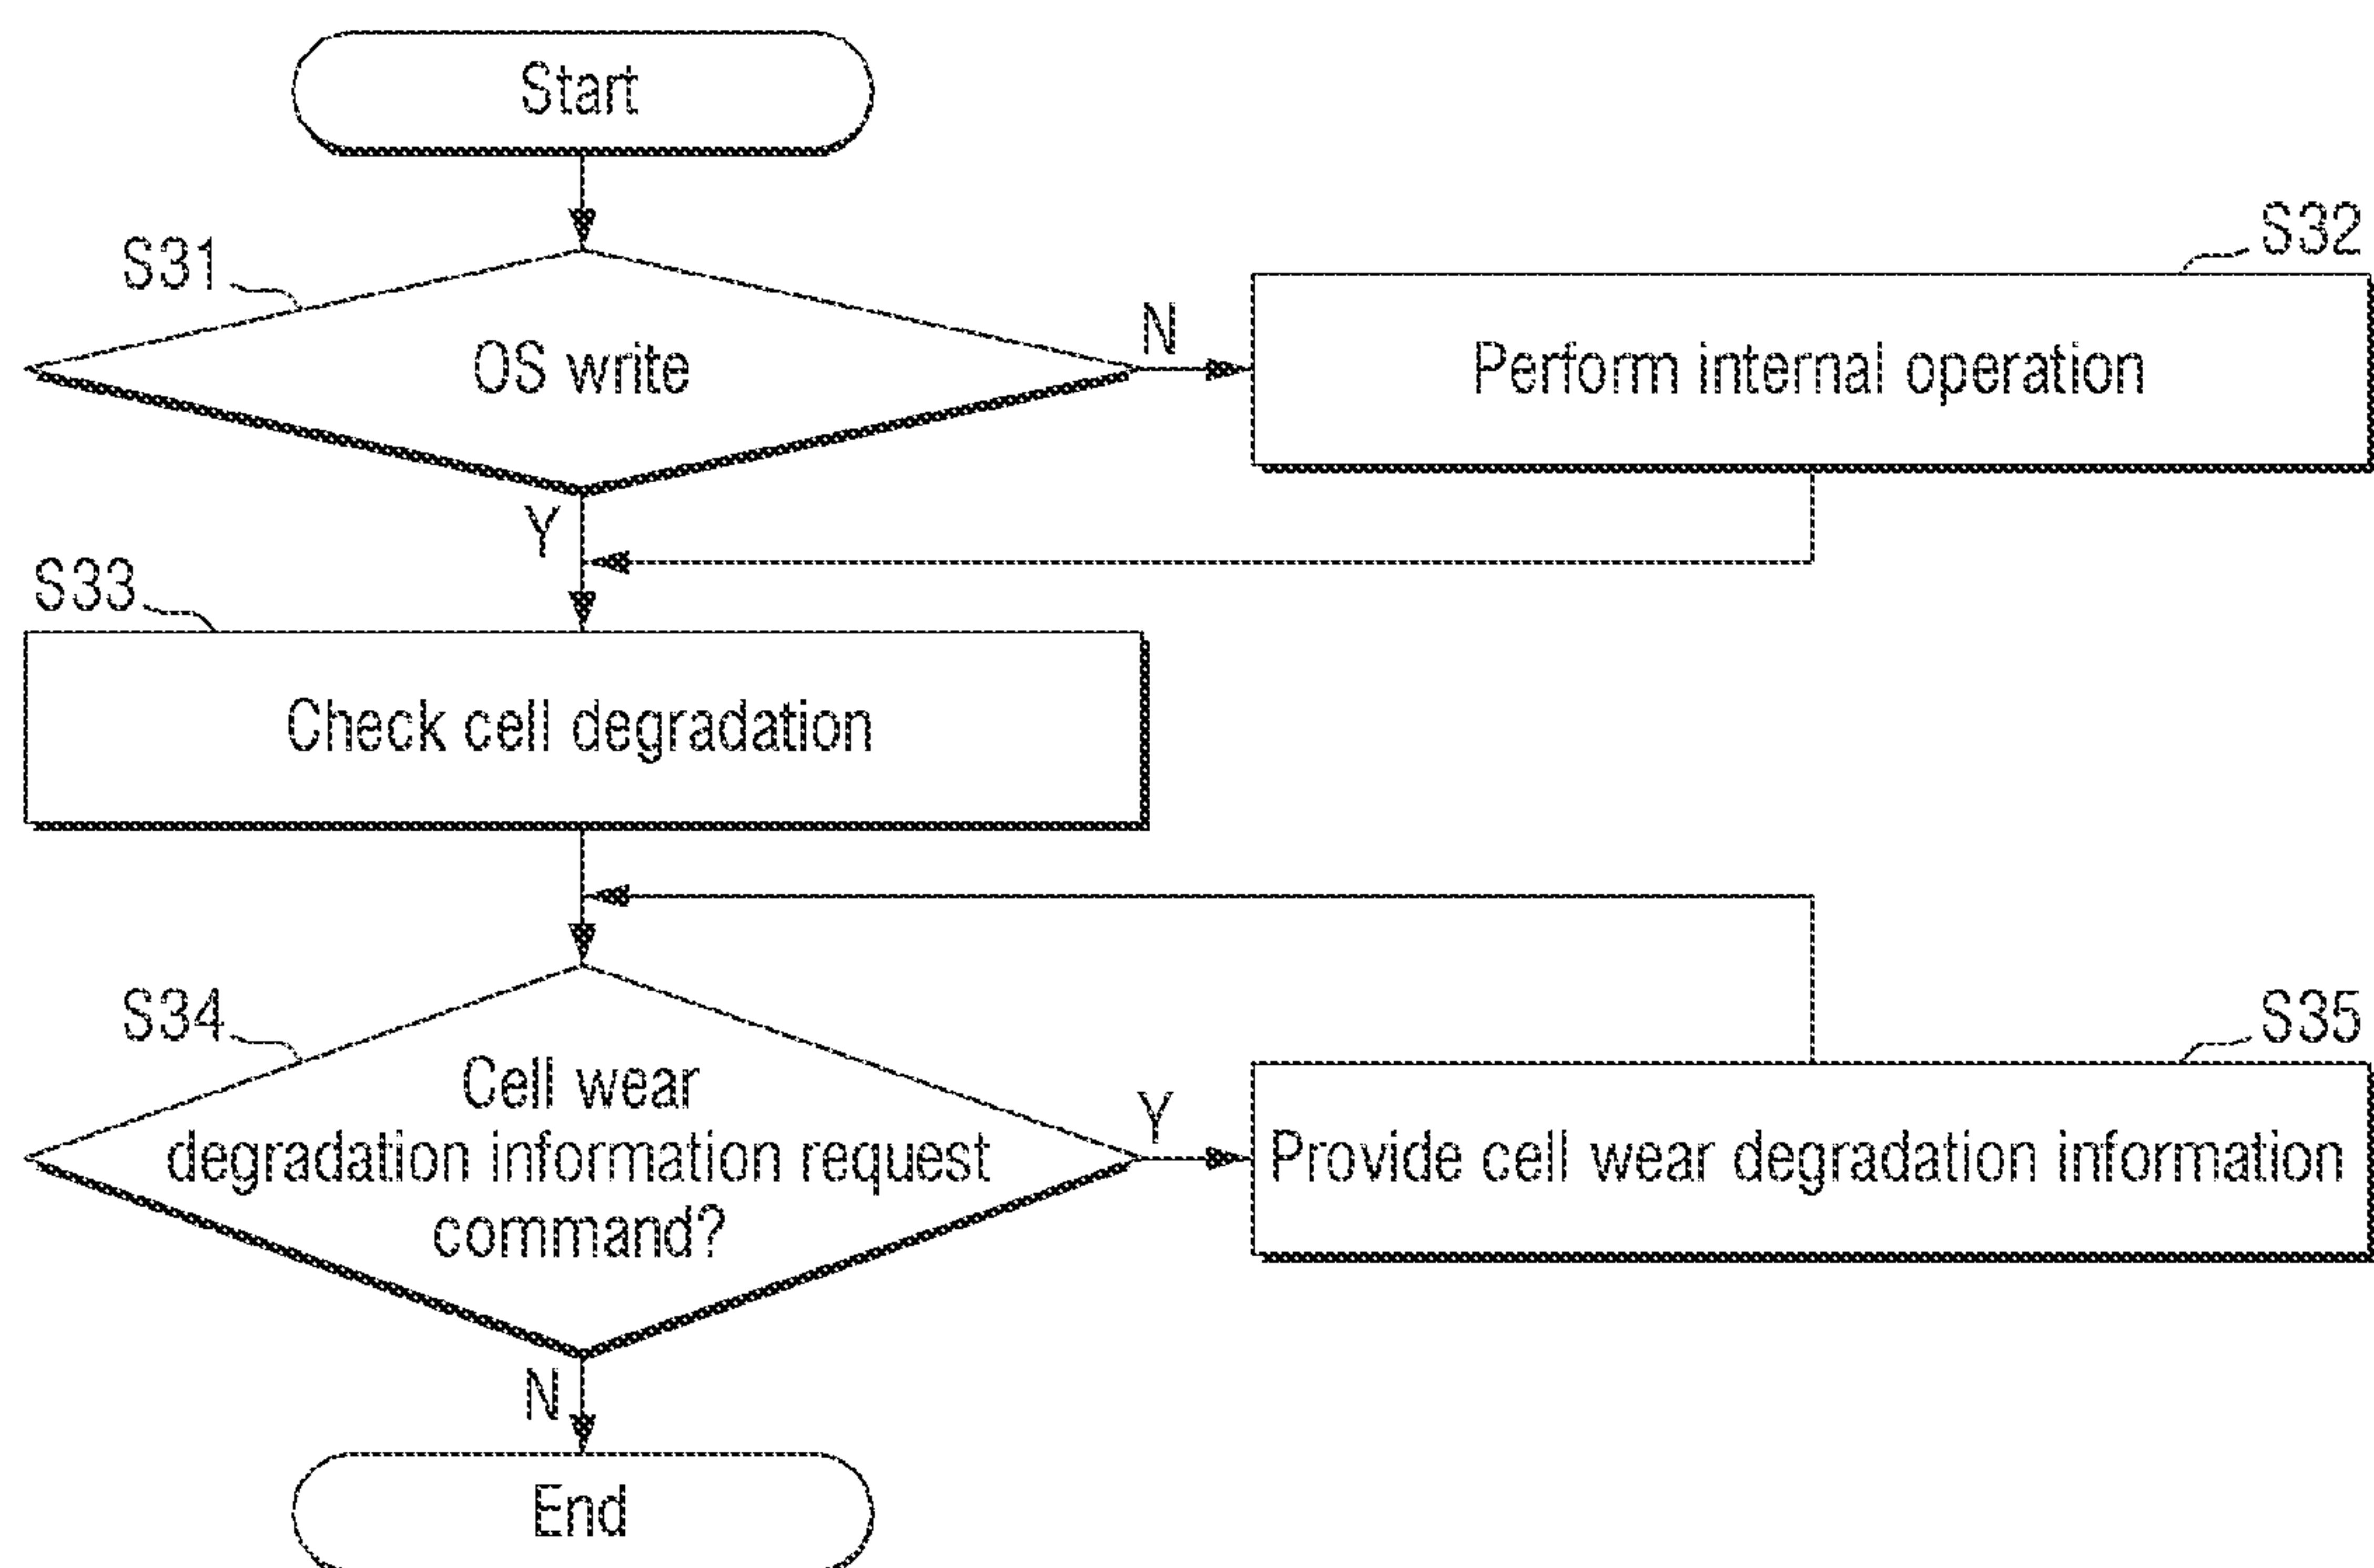 Start
S31
OS write
N
S32
Perform internal operation
Y
S33
Check cell degradation
S34
Cell wear
degradation information request
command?
Y
S35
Provide cell wear degradation information
N
End